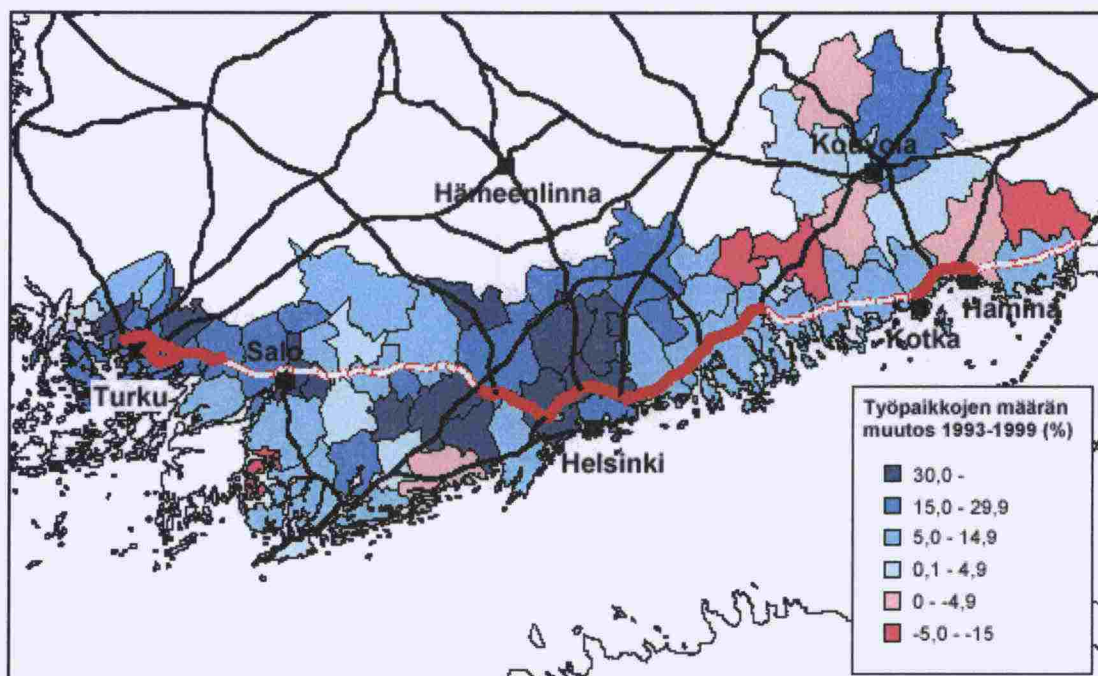 Kouvola
Hämeenlinna
Hamina
Salo
Kotka
Turku
Helsinki
Työpaikkojen määrän
muutos 1993-1999 (%)
30,0 -
15,0 - 29,9
5,0 - 14,9
0,1 - 4,9
0 - -4,9
-5,0 - -15